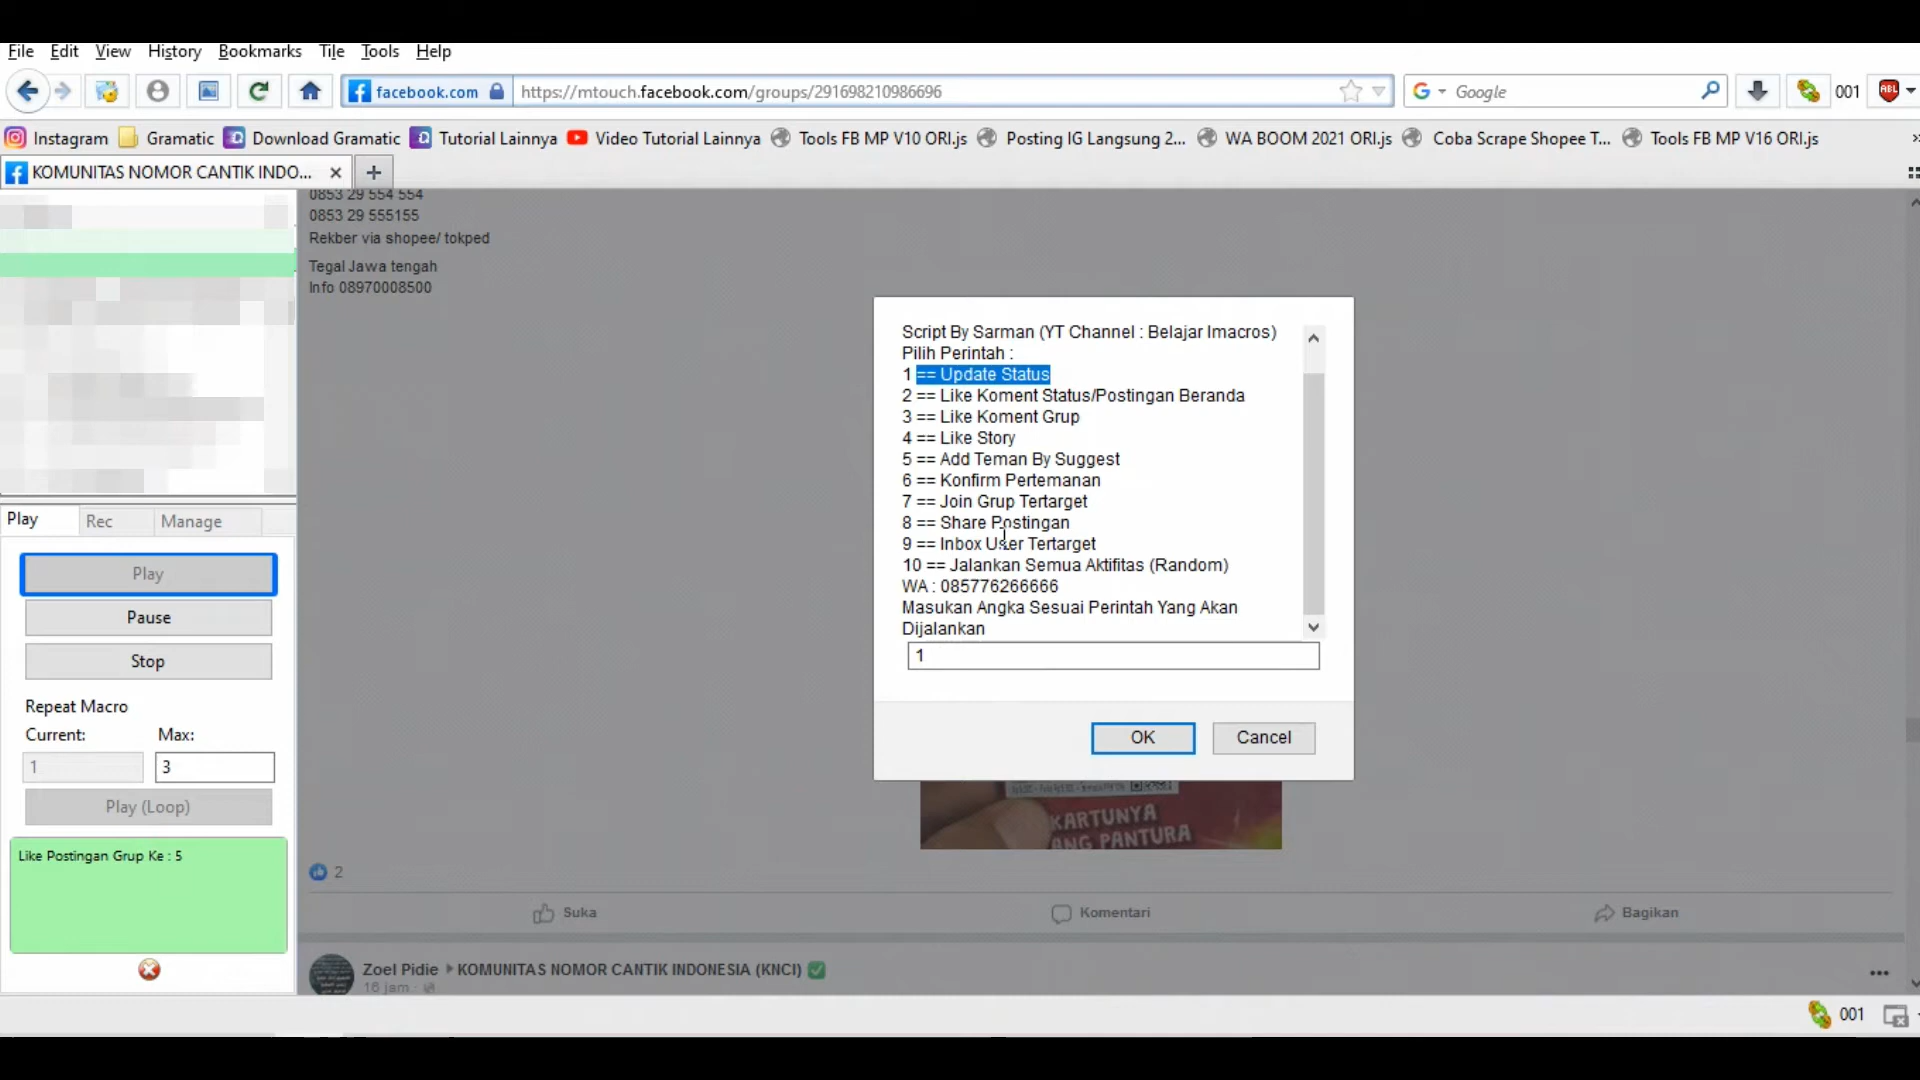 File Edit View History Bookmarks Tile Tools Help
facebook.com https://mtouch.facebook.com/groups/291698210986696 Google 001 ABL
Instagram Gramatic Download Gramatic Tutorial Lainnya Video Tutorial Lainnya Tools FB MP V10 ORI.js Posting IG Langsung 2... WA BOOM 2021 ORI.js Coba Scrape Shopee T... Tools FB MP V16 ORI.js
KOMUNITAS NOMOR CANTIK INDO...
0853 29 554 554
0853 29 555155
Rekber via shopee/ tokped
Tegal Jawa tengah
Info 08970008500
Script By Sarman (YT Channel : Belajar Imacros)
Pilih Perintah :
1 == Update Status
2 == Like Koment Status/Postingan Beranda
3 == Like Koment Grup
4 == Like Story
5 == Add Teman By Suggest
6 == Konfirm Pertemanan
7 == Join Grup Tertarget
8 == Share Postingan
9 == Inbox User Tertarget
10 == Jalankan Semua Aktifitas (Random)
WA : 085776266666
Masukan Angka Sesuai Perintah Yang Akan
Dijalankan
1
OK Cancel
Play Rec Manage
Play
Pause
Stop
Repeat Macro
Current: Max:
1 3
Play (Loop)
Like Postingan Grup Ke : 5
KARTUNYA
ANG PANTURA
2
Suka Komentari Bagikan
Zoel Pidie KOMUNITAS NOMOR CANTIK INDONESIA (KNCI)
16 jam
001